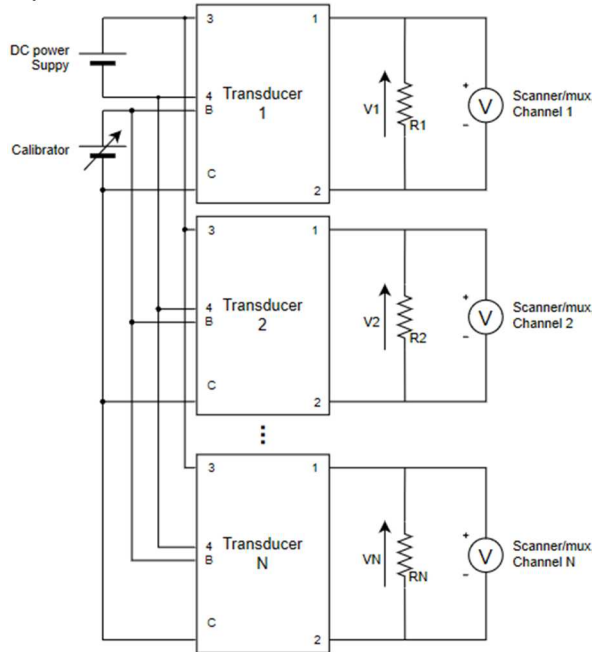 3
1
DC power
Suppy
4
B
Transducer
1
V1
R1
+
V
-
Scanner/mux
Channel 1
Calibrator
C
2
3
1
4
B
Transducer
2
V2
R2
+
V
-
Scanner/mux
Channel 2
C
2
...
3
1
4
B
Transducer
N
VN
RN
+
V
-
Scanner/mux
Channel N
C
2